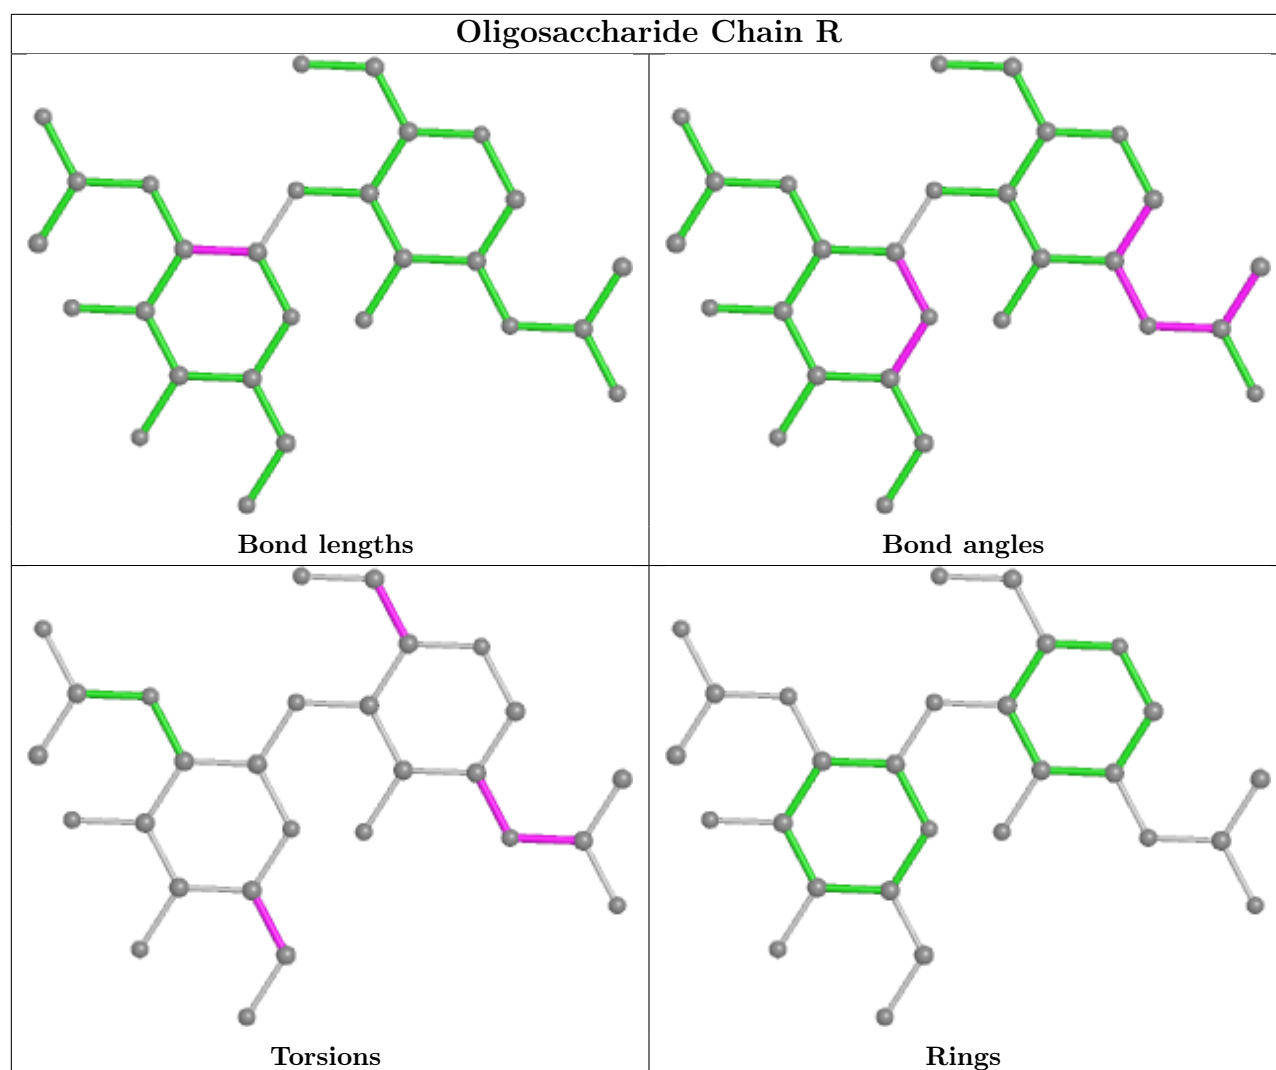 Oligosaccharide Chain R
Bond lengths
Bond angles
Torsions
Rings